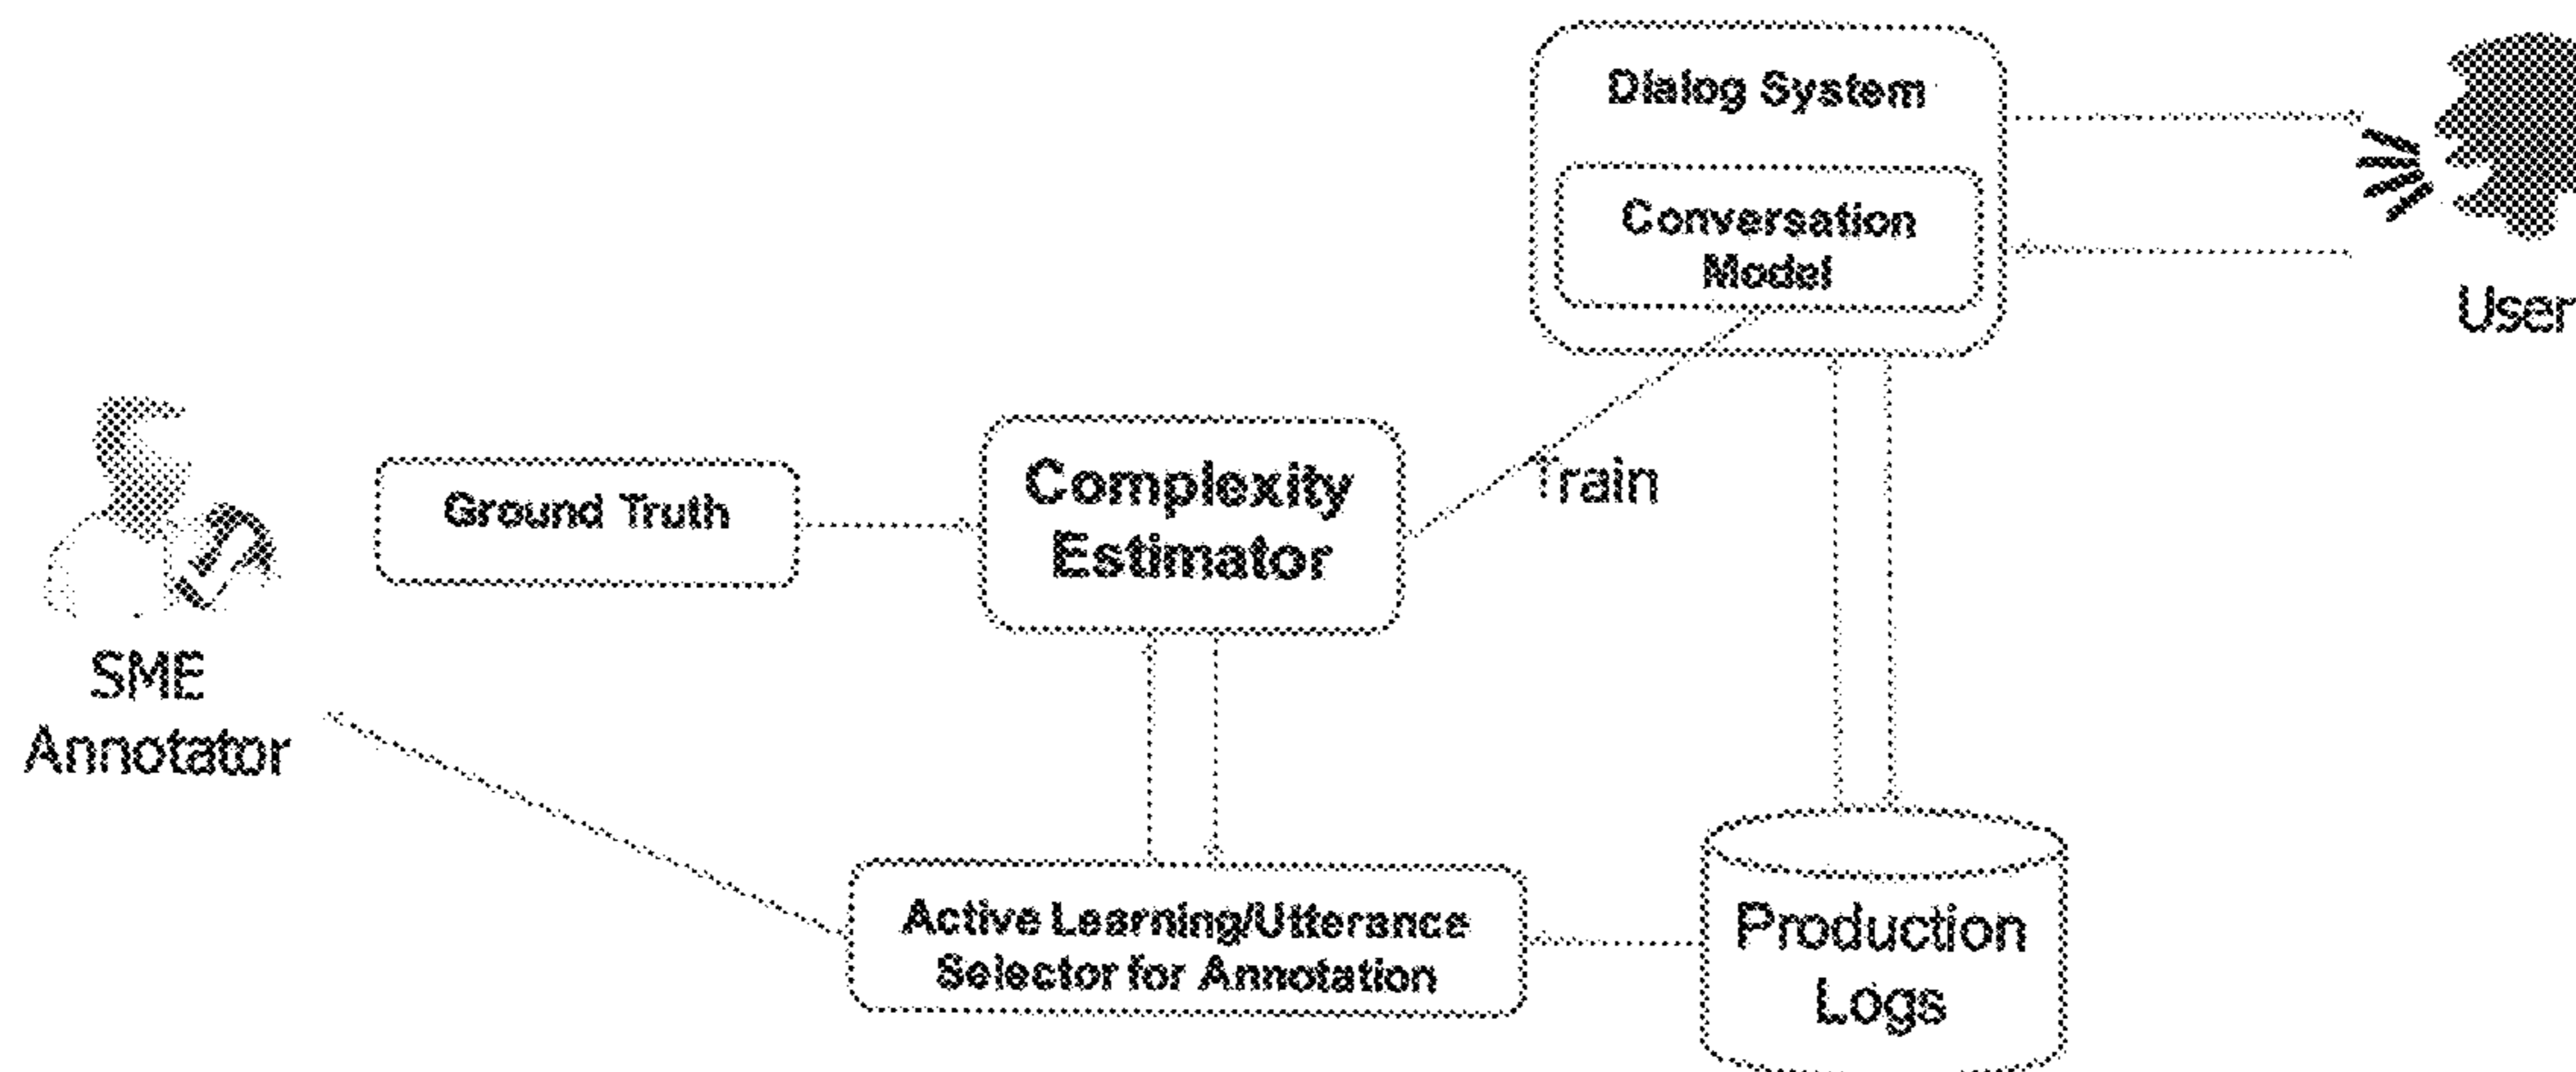 Dialog System
Conversation
Model
User
Ground Truth
Complexity
Estimator
Train
SME
Annotator
Active Learning/Utterance
Selector for Annotation
Production
Logs